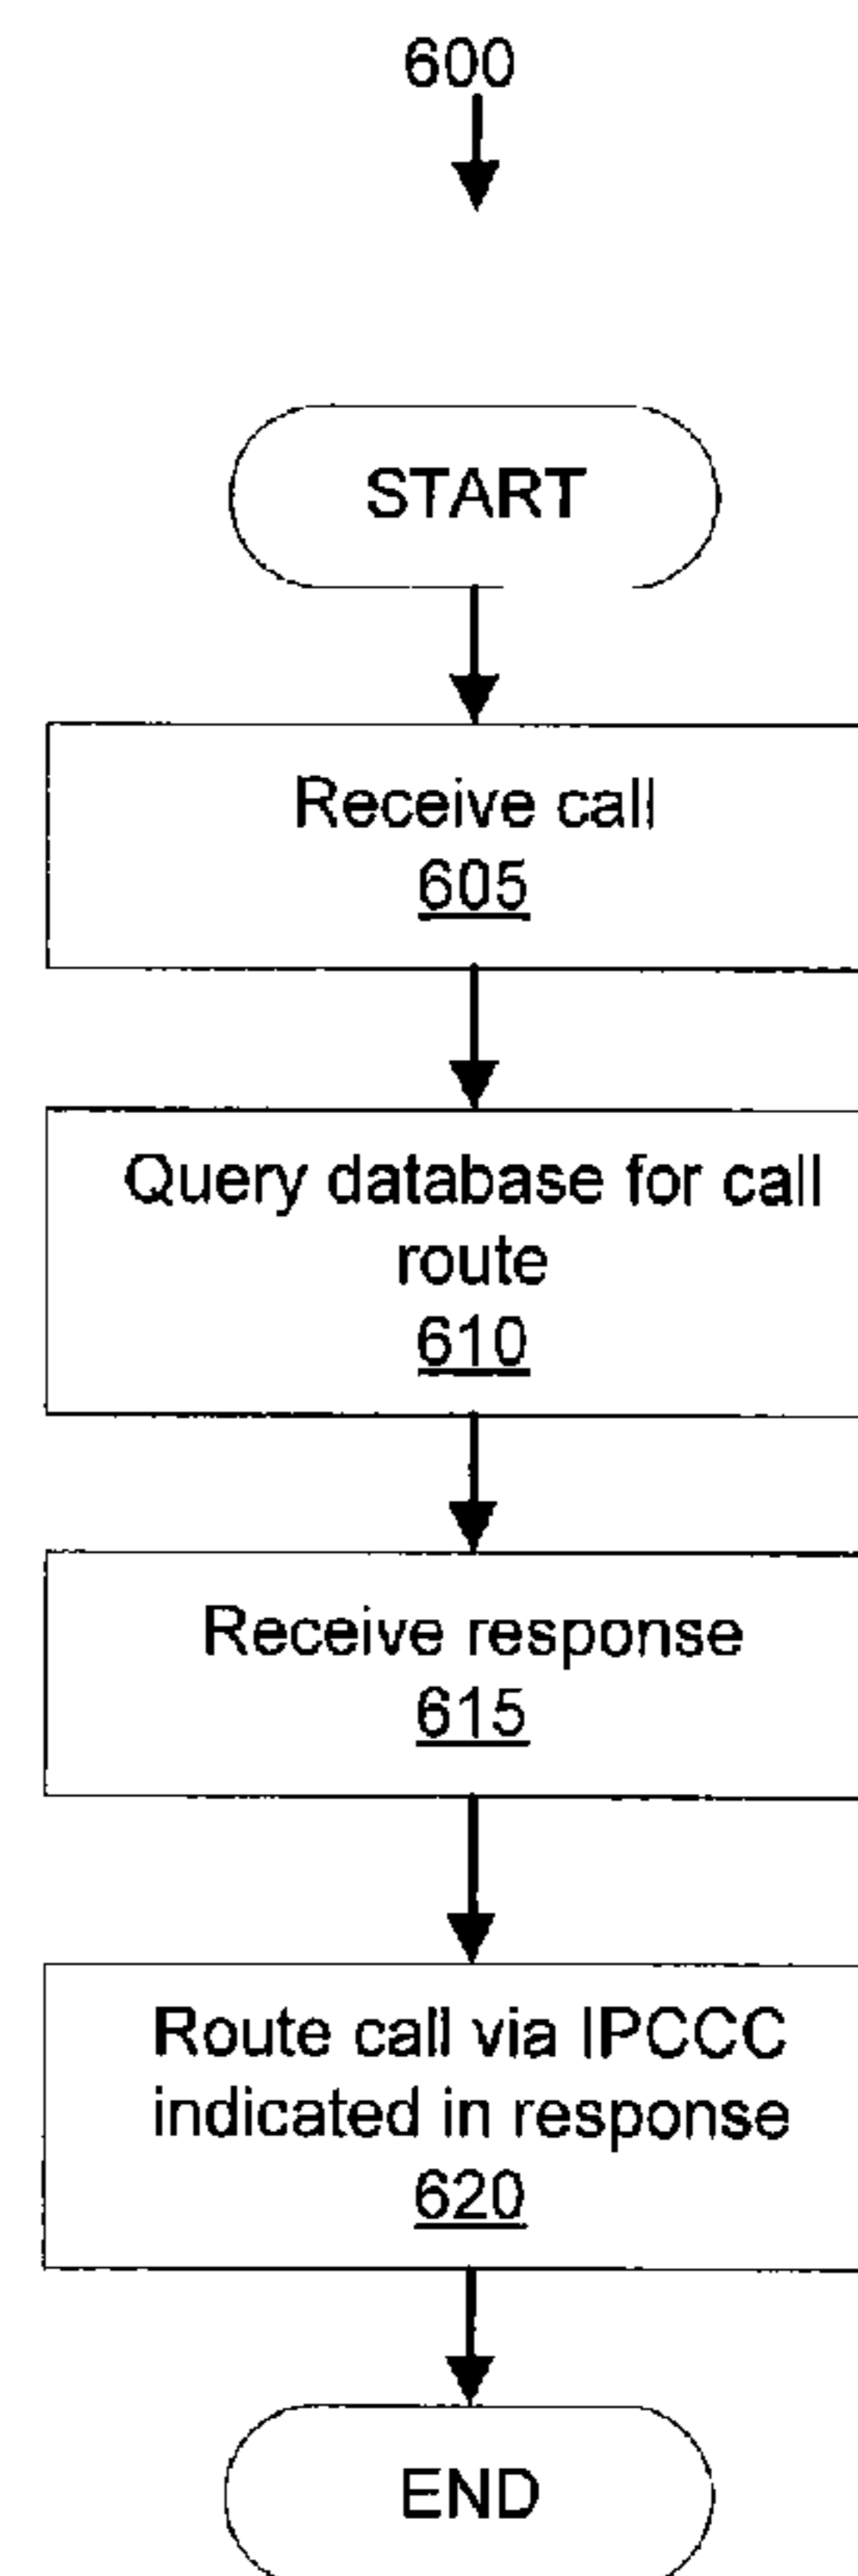 600
START
Receive call
605
Query database for call
route
610
Receive response
615
Route call via IPCCC
indicated in response
620
END